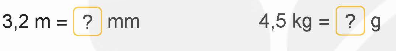 3,2 m = ? mm 4,5 kg = ? g